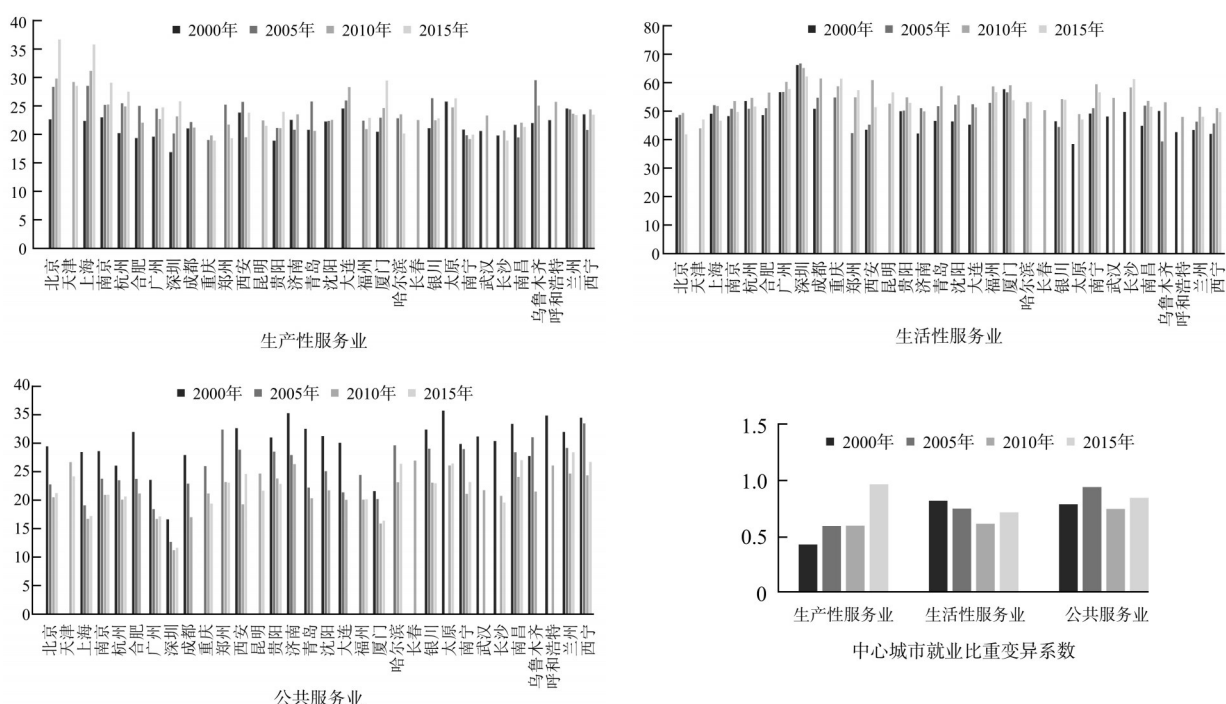 40
35
30
25
20
15
10
5
0
2000年 2005年 2010年 2015年
北京 天津 上海 南京 杭州 合肥 广州 深圳 成都 重庆 郑州 西安 昆明 贵阳 济南 青岛 沈阳 大连 福州 厦门 哈尔滨 长春 银川 太原 南宁 武汉 长沙 南昌 乌鲁木齐 呼和浩特 兰州 西宁
生产性服务业
80
70
60
50
40
30
20
10
0
2000年 2005年 2010年 2015年
北京 天津 上海 南京 杭州 合肥 广州 深圳 成都 重庆 郑州 西安 昆明 贵阳 济南 青岛 沈阳 大连 福州 厦门 哈尔滨 长春 银川 太原 南宁 武汉 长沙 南昌 乌鲁木齐 呼和浩特 兰州 西宁
生活性服务业
40
35
30
25
20
15
10
5
0
2000年 2005年 2010年 2015年
北京 天津 上海 南京 杭州 合肥 广州 深圳 成都 重庆 郑州 西安 昆明 贵阳 济南 青岛 沈阳 大连 福州 厦门 哈尔滨 长春 银川 太原 南宁 武汉 长沙 南昌 乌鲁木齐 呼和浩特 兰州 西宁
公共服务业
1.5
1.0
0.5
0
2000年 2005年 2010年 2015年
生产性服务业 生活性服务业 公共服务业
中心城市就业比重变异系数